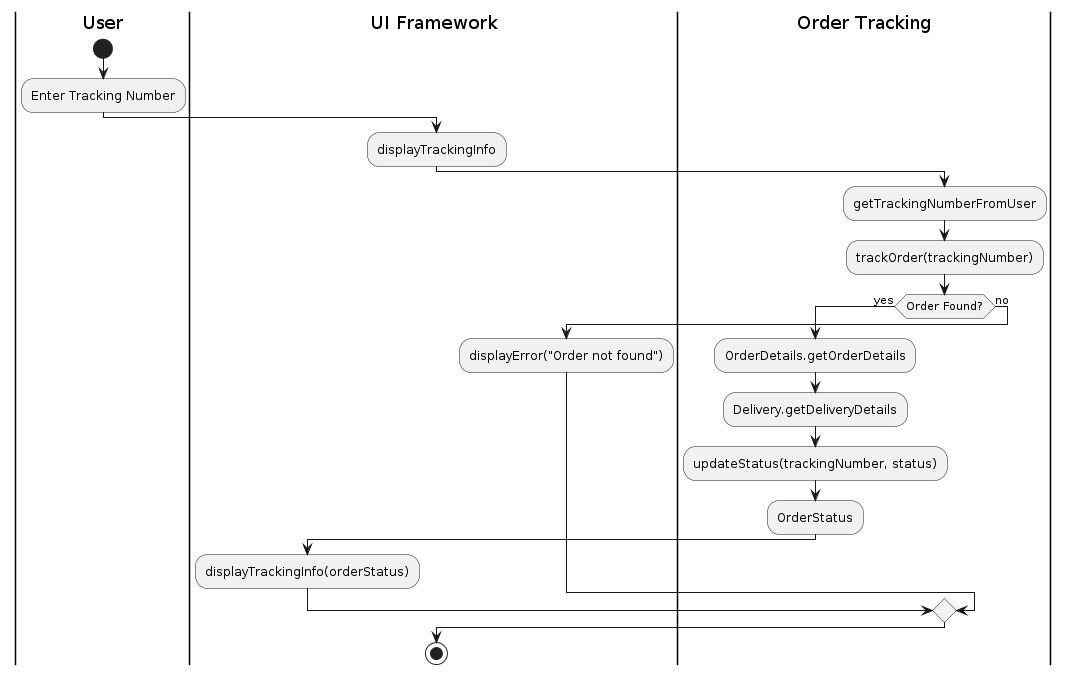 User
UI Framework
Order Tracking
Enter Tracking Number
displayTrackingInfo
getTrackingNumberFromUser
trackOrder(trackingNumber)
yes
Order Found?
no
displayError("Order not found")
OrderDetails.getOrderDetails
Delivery.getDeliveryDetails
updateStatus(trackingNumber, status)
OrderStatus
displayTrackingInfo(orderStatus)